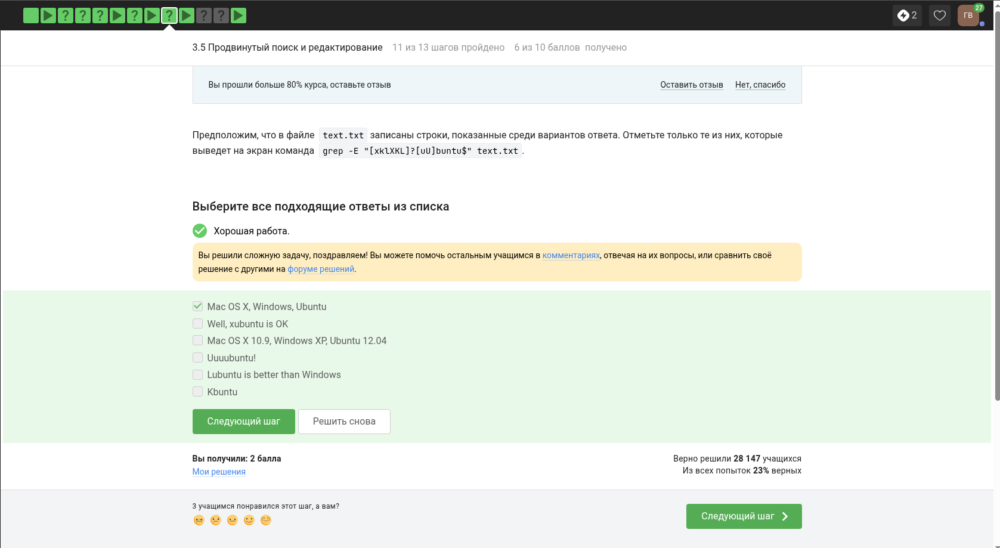 ? ? ? ? ? ? ?
2
ГВ
27
3.5 Продвинутый поиск и редактирование 11 из 13 шагов пройдено 6 из 10 баллов получено
Вы прошли больше 80% курса, оставьте отзыв Оставить отзыв Нет, спасибо
Предположим, что в файле text.txt записаны строки, показанные среди вариантов ответа. Отметьте только те из них, которые
выведет на экран команда grep -E "[xklXKL]?[uU]buntu$" text.txt.
Выберите все подходящие ответы из списка
Хорошая работа.
Вы решили сложную задачу, поздравляем! Вы можете помочь остальным учащимся в комментариях, отвечая на их вопросы, или сравнить своё
решение с другими на форуме решений.
Mac OS X, Windows, Ubuntu
Well, xubuntu is OK
Mac OS X 10.9, Windows XP, Ubuntu 12.04
Uuuubuntu!
Lubuntu is better than Windows
Kbuntu
Следующий шаг Решить снова
Вы получили: 2 балла
Мои решения
Верно решили 28 147 учащихся
Из всех попыток 23% верных
3 учащимся понравился этот шаг, а вам?
Следующий шаг